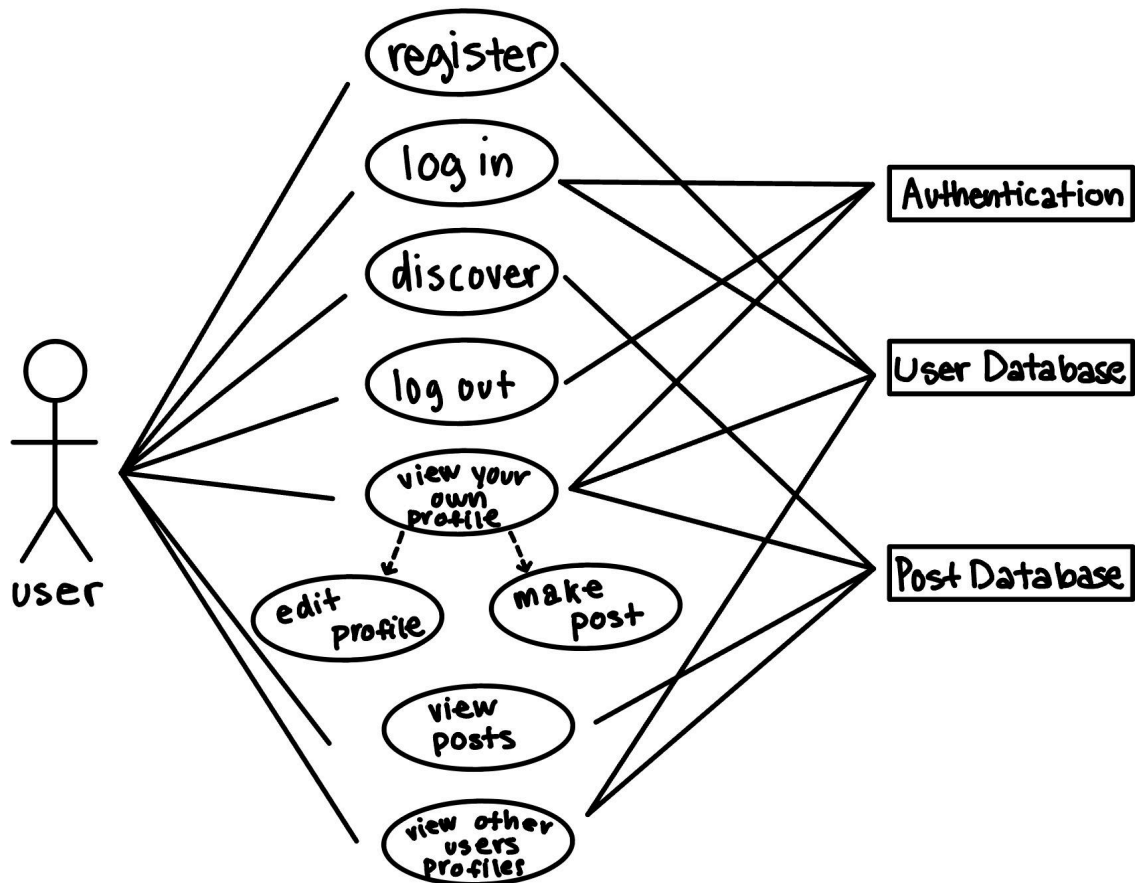 register
log in
Authentication
discover
User Database
log out
view your
own
profile
Post Database
edit
profile
make
post
user
view
posts
view other
users
profiles